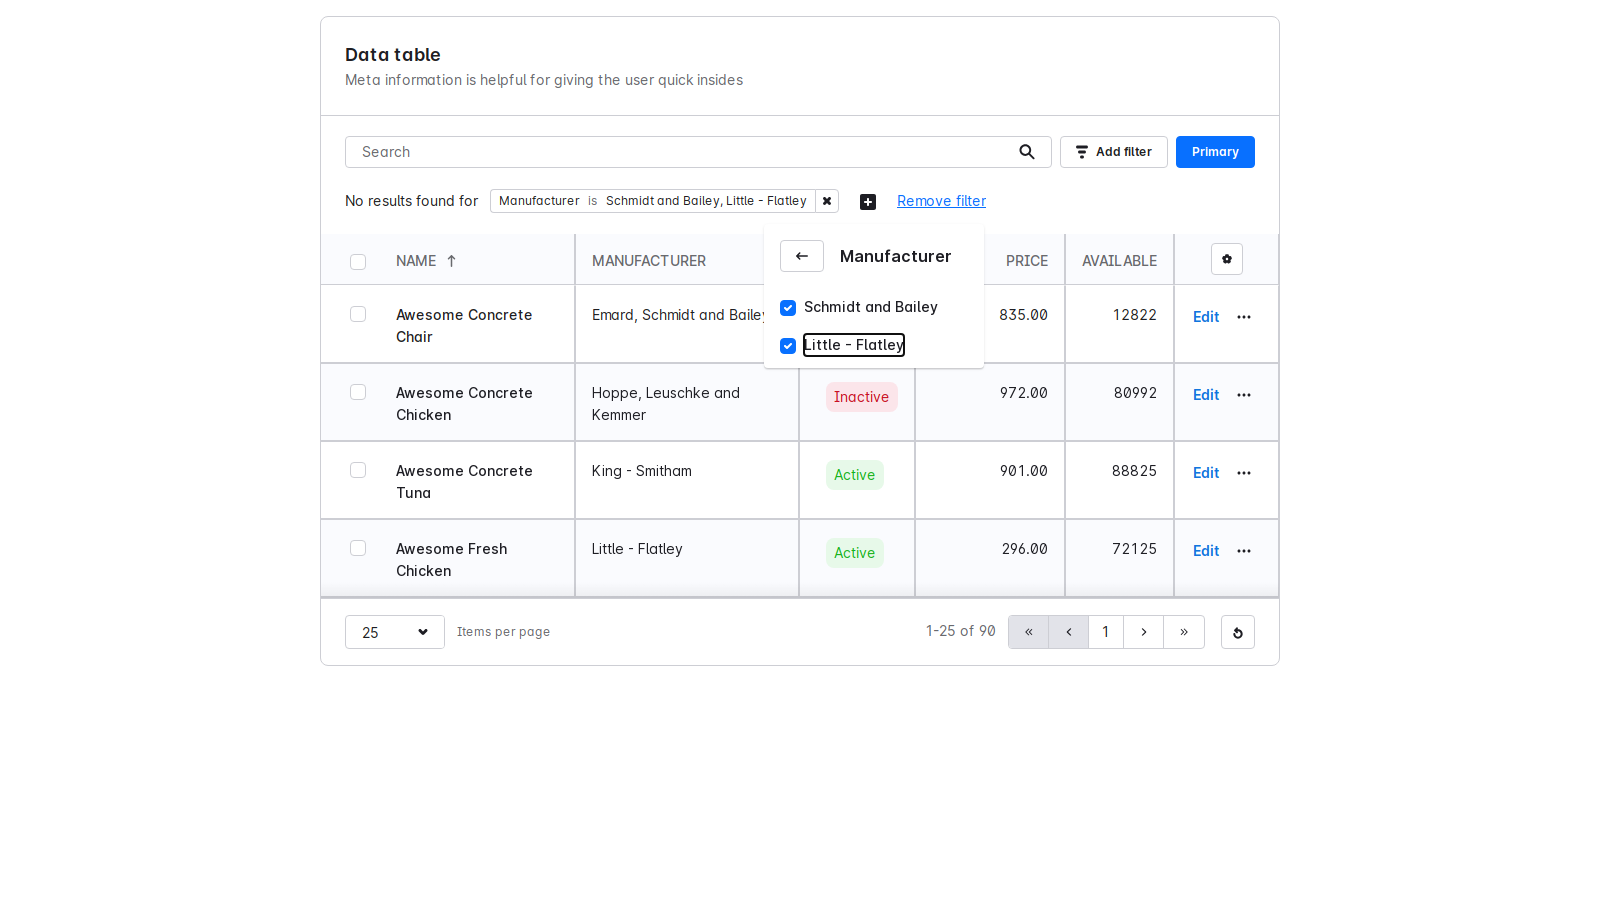 Data table
Meta information is helpful for giving the user quick insides
Search
Add filter
Primary
No results found for
Manufacturer is Schmidt and Bailey, Little - Flatley
Remove filter
NAME
MANUFACTURER
PRICE
AVAILABLE
Manufacturer
Schmidt and Bailey
Little - Flatley
Awesome Concrete
Chair
Emard, Schmidt and Bailey
835.00
12822
Edit
Awesome Concrete
Chicken
Hoppe, Leuschke and
Kemmer
Inactive
972.00
80992
Edit
Awesome Concrete
Tuna
King - Smitham
Active
901.00
88825
Edit
Awesome Fresh
Chicken
Little - Flatley
Active
296.00
72125
Edit
25
Items per page
1-25 of 90
« ‹ 1 › »